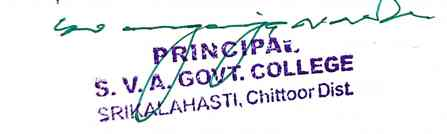 PRINCIPAL
S. V. A. GOVT. COLLEGE
SRIKALAHASTI, Chittoor Dist.